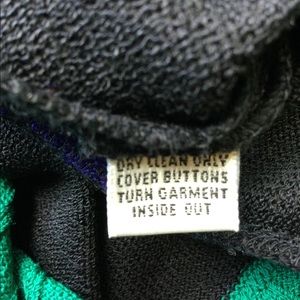 DRY CLEAN ONLY
COVER BUTTONS
TURN GARMENT
INSIDE OUT